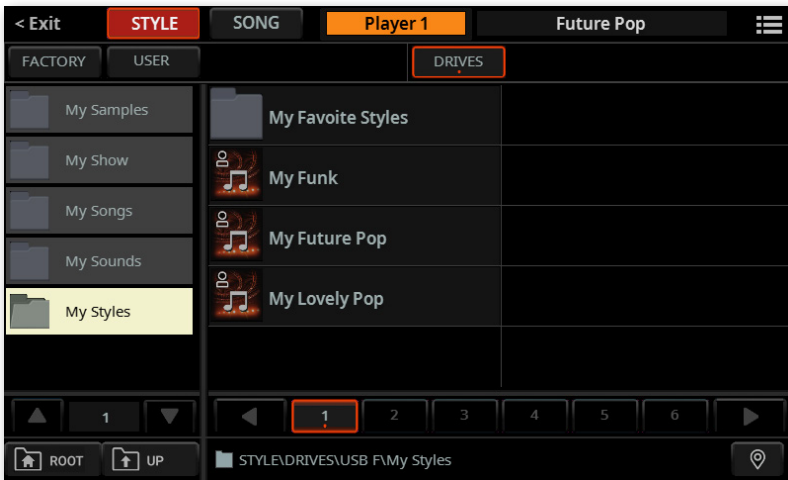 < Exit STYLE SONG Player 1 Future Pop
FACTORY USER DRIVES
My Samples
My Show
My Songs
My Sounds
My Styles
My Favoite Styles
My Funk
My Future Pop
My Lovely Pop
1
1 2 3 4 5 6
ROOT UP STYLE\DRIVES\USB F\My Styles